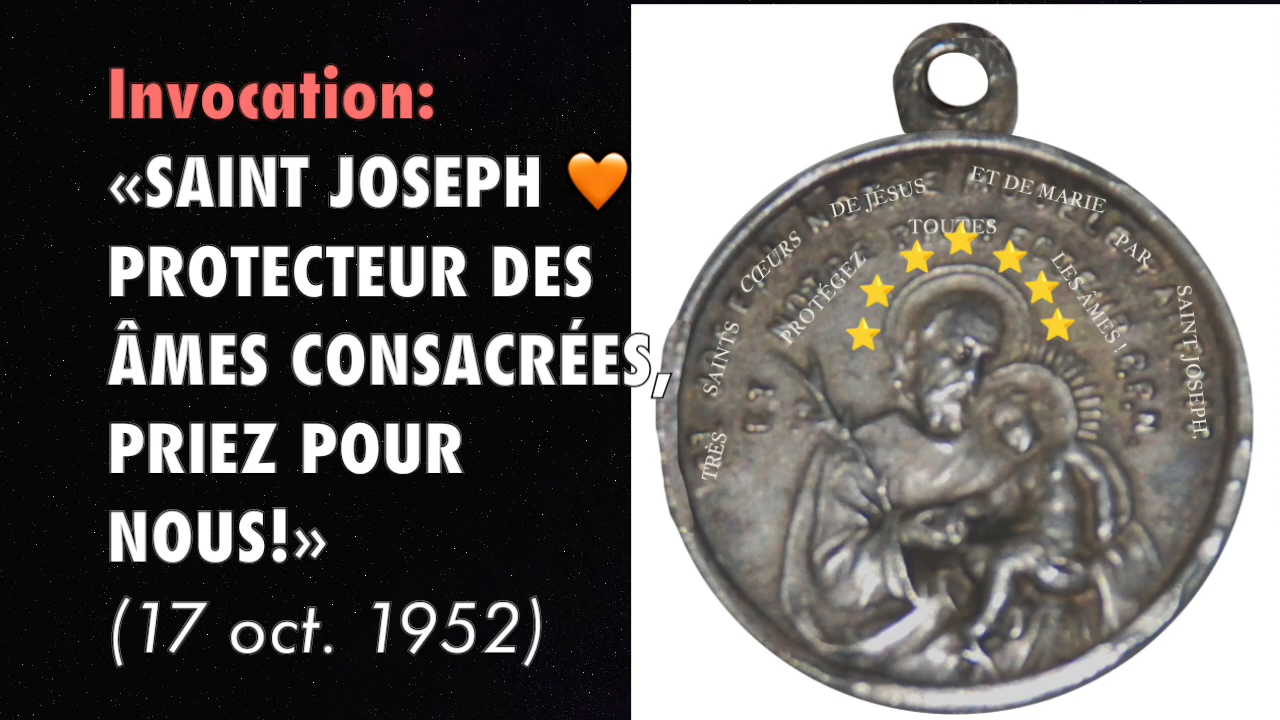 Invocation:
«SAINT JOSEPH 🧡
PROTECTEUR DES
ÂMES CONSACRÉES,
PRIEZ POUR
NOUS!»
(17 oct. 1952)
TRÈS SAINTS CŒURS DE JÉSUS ET DE MARIE PAR SAINT JOSEPH,
PROTÉGEZ TOUTES LES ÂMES !